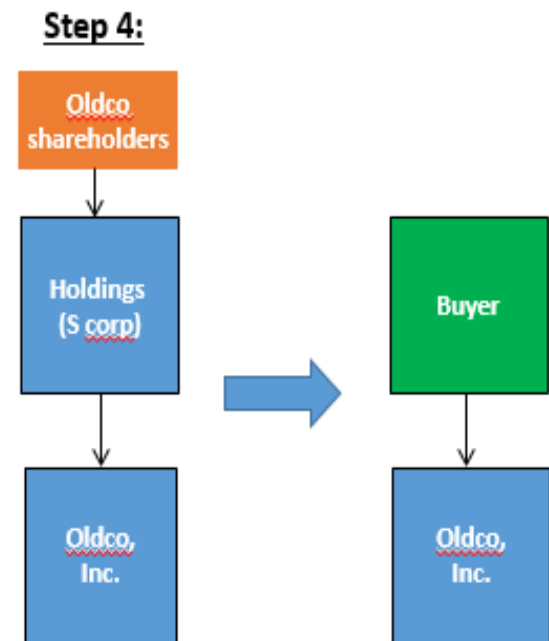 Step 4:
Oldco
shareholders
Holdings
(S corp)
Buyer
Oldco,
Inc.
Oldco,
Inc.